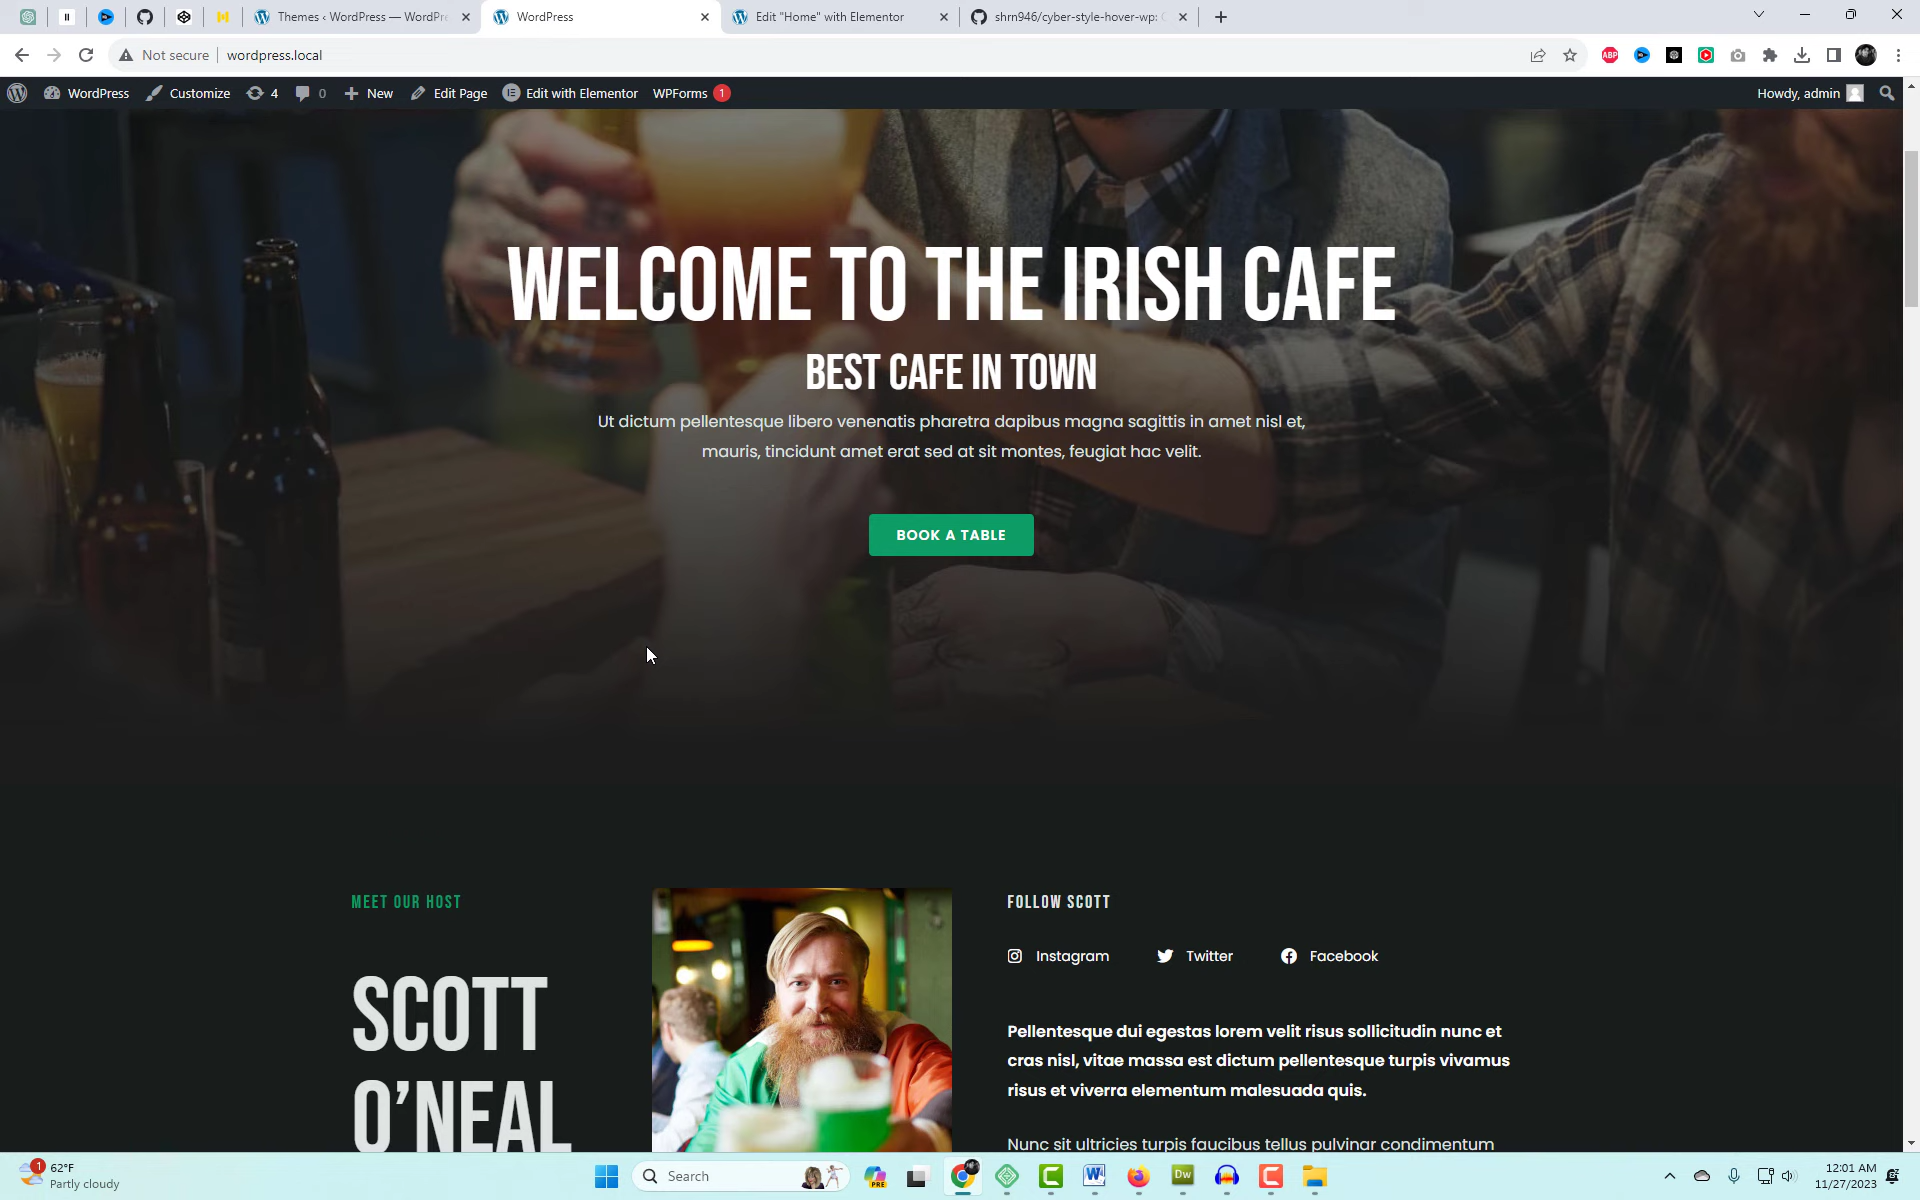 Themes ‹ WordPress — WordPre
WordPress
Edit "Home" with Elementor
shrn946/cyber-style-hover-wp: C
Not secure
wordpress.local
ABP
WordPress
Customize
4
0
New
Edit Page
Edit with Elementor
WPForms 1
Howdy, admin
WELCOME TO THE IRISH CAFE
BEST CAFE IN TOWN
Ut dictum pellentesque libero venenatis pharetra dapibus magna sagittis in amet nisl et,
mauris, tincidunt amet erat sed at sit montes, feugiat hac velit.
BOOK A TABLE
MEET OUR HOST
SCOTT
O’NEAL
FOLLOW SCOTT
Instagram
Twitter
Facebook
Pellentesque dui egestas lorem velit risus sollicitudin nunc et
cras nisl, vitae massa est dictum pellentesque turpis vivamus
risus et viverra elementum malesuada quis.
Nunc sit ultricies turpis faucibus tellus pulvinar condimentum
1
62°F
Partly cloudy
Search
PRE
Dw
12:01 AM
11/27/2023